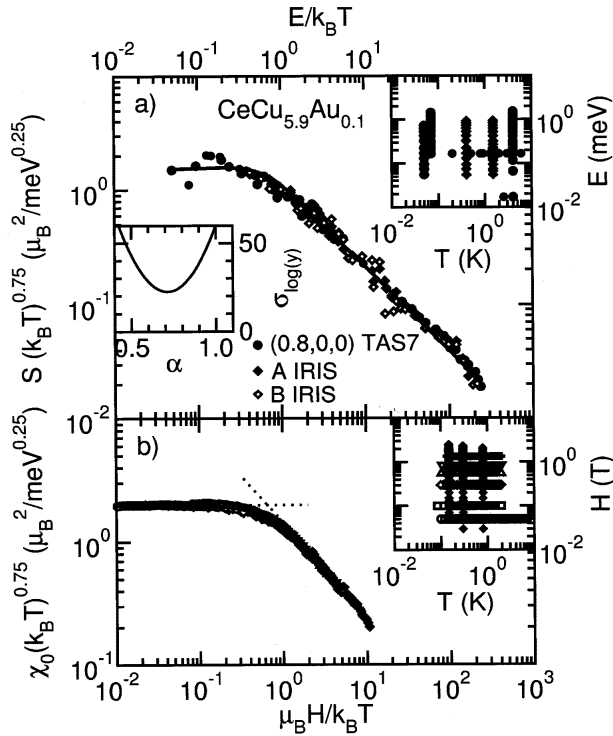 E/k_BT
10^-2 10^-1 10^0 10^1
a) CeCu_5.9Au_0.1
10^0
10^-1
10^-2
S (k_BT)^0.75 (μ_B^2/meV^0.25)
10^0
10^-2
E (meV)
10^-2 10^0
T (K)
50
0
σ_log(y)
0.5 1.0
α
(0.8,0,0) TAS7
A IRIS
B IRIS
b)
10^0
10^-1
χ_0(k_BT)^0.75 (μ_B^2/meV^0.25)
10^0
10^-2
H (T)
10^-2 10^0
T (K)
10^-2 10^-1 10^0 10^1 10^2 10^3
μ_BH/k_BT